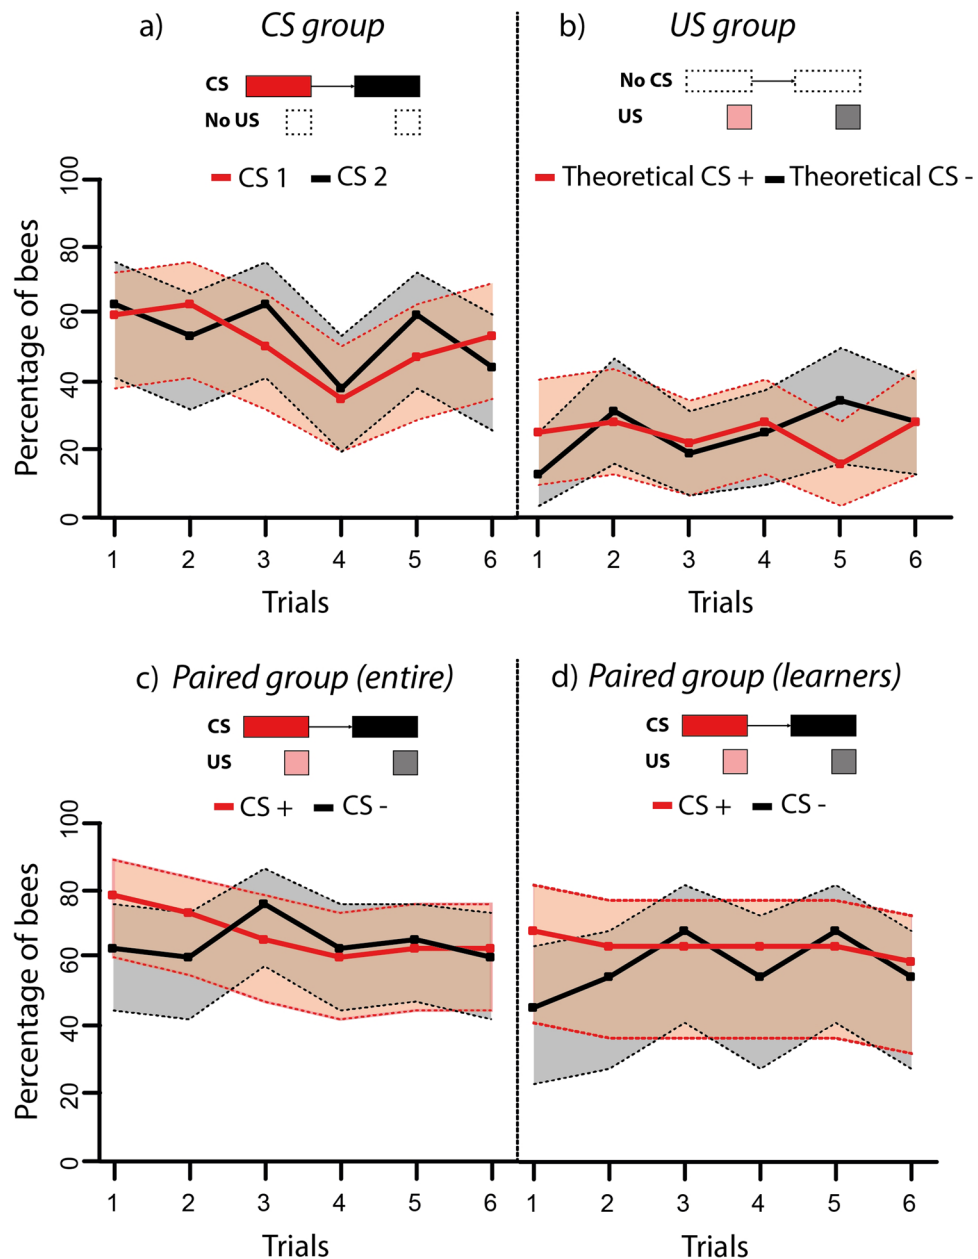 a) CS group
b) US group
CS
No US
No CS
US
CS 1 CS 2
Theoretical CS + Theoretical CS -
Percentage of bees
100
80
60
40
20
0
1 2 3 4 5 6
1 2 3 4 5 6
Trials
Trials
c) Paired group (entire)
d) Paired group (learners)
CS
US
CS
US
CS + CS -
CS + CS -
Percentage of bees
100
80
60
40
20
0
1 2 3 4 5 6
1 2 3 4 5 6
Trials
Trials